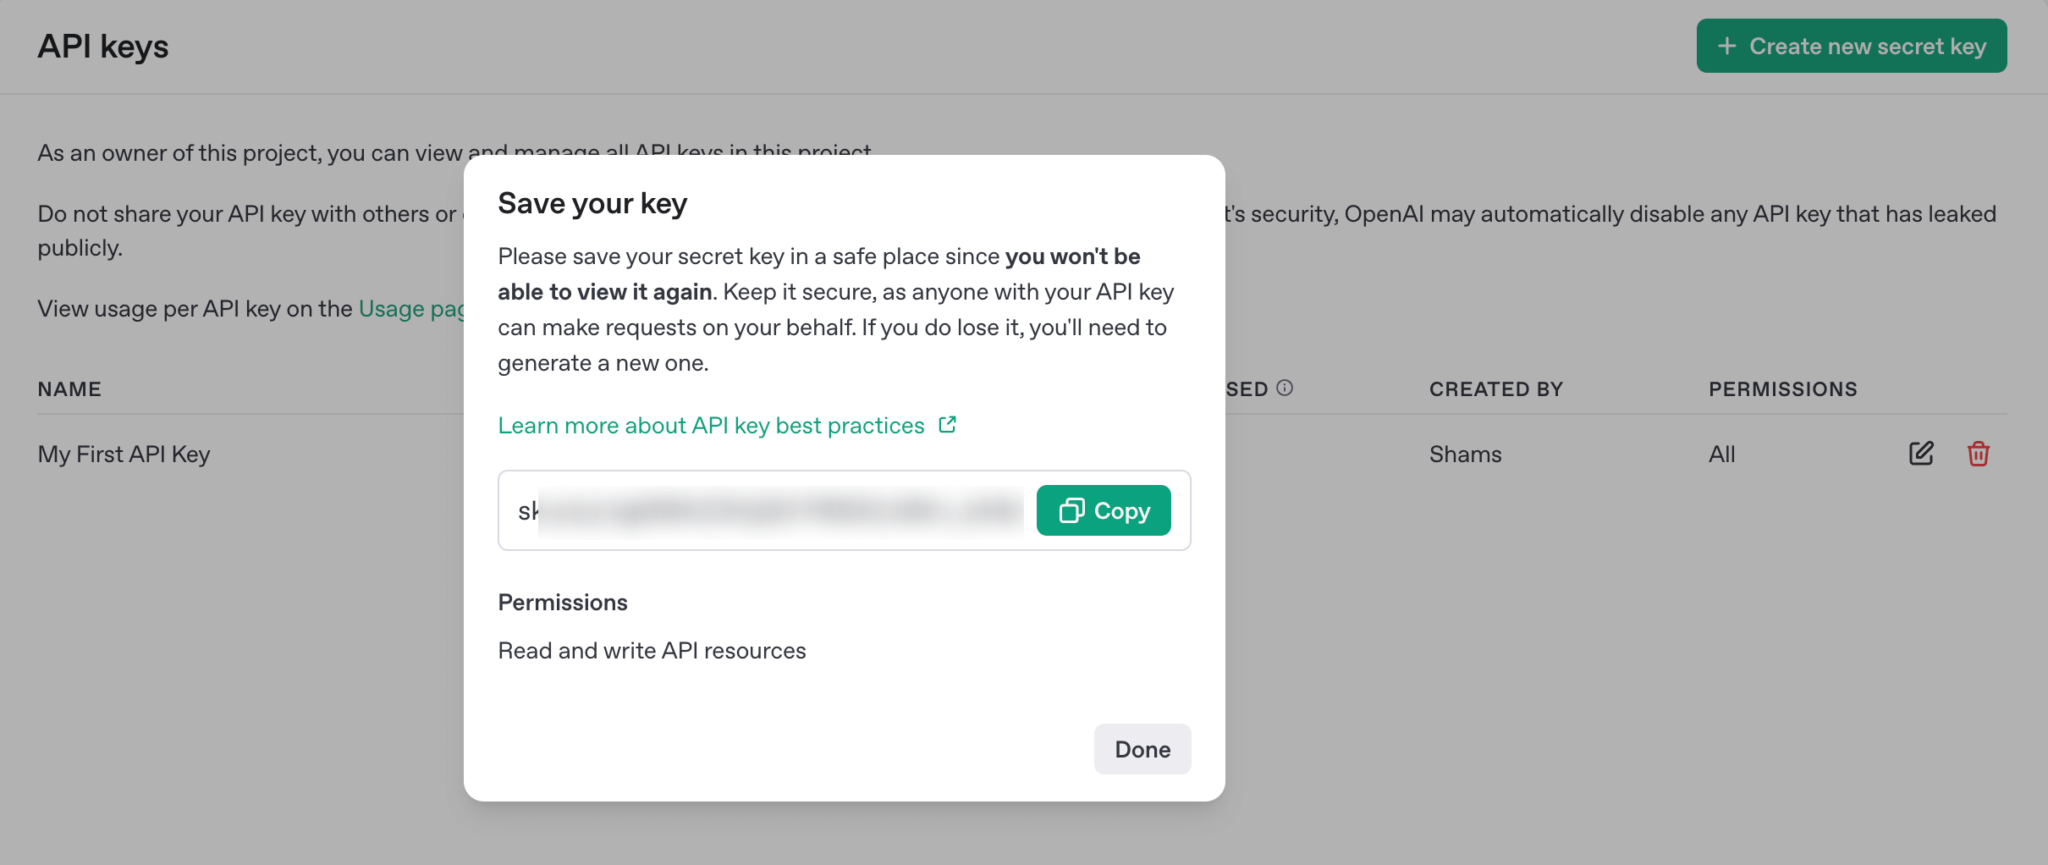 API keys
+ Create new secret key
As an owner of this project, you can view and manage all API keys in this project
Do not share your API key with others or
t's security, OpenAI may automatically disable any API key that has leaked
publicly.
View usage per API key on the Usage pag
NAME
SED
CREATED BY
PERMISSIONS
My First API Key
Shams
All
Save your key
Please save your secret key in a safe place since you won't be
able to view it again. Keep it secure, as anyone with your API key
can make requests on your behalf. If you do lose it, you'll need to
generate a new one.
Learn more about API key best practices
sk
Copy
Permissions
Read and write API resources
Done